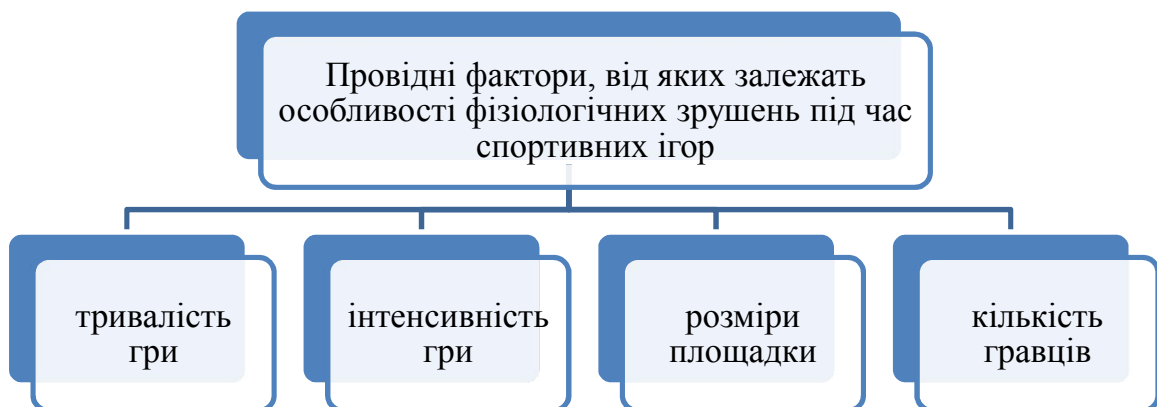 Провідні фактори, від яких залежать
особливості фізіологічних зрушень під час
спортивних ігор
тривалість
гри
інтенсивність
гри
розміри
площадки
кількість
гравців